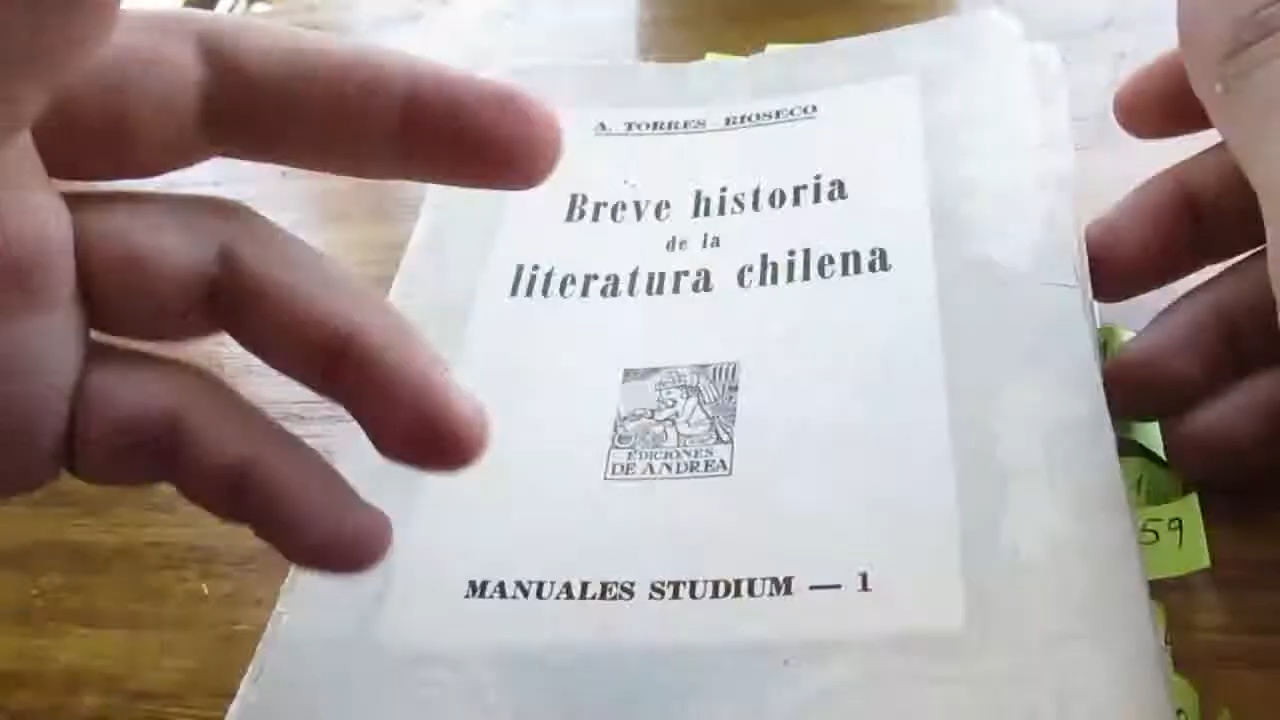 A. TORRES - RIOSECO
Breve historia
de la
literatura chilena
EDICIONES
DE ANDREA
MANUALES STUDIUM — 1
59